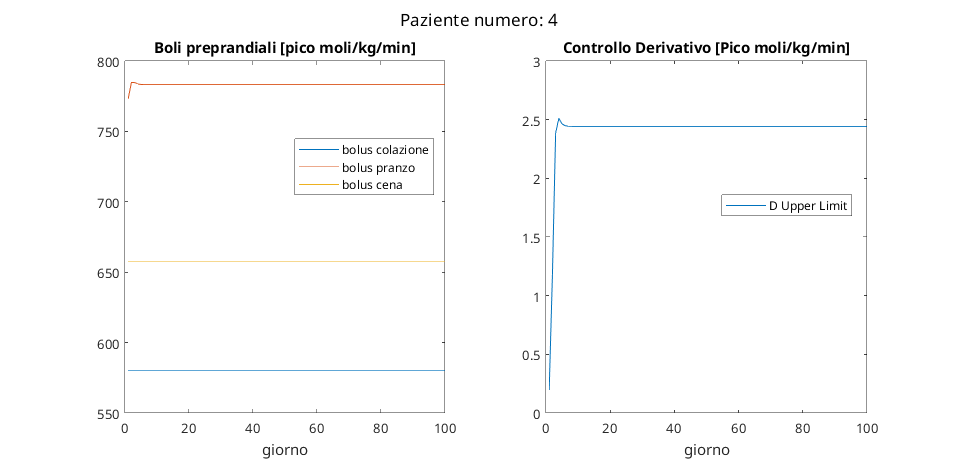 Paziente numero: 4
Boli preprandiali [pico moli/kg/min]
800
750
700
650
600
550
0
20
40
60
80
100
giorno
bolus colazione
bolus pranzo
bolus cena
Controllo Derivativo [Pico moli/kg/min]
3
2.5
2
1.5
1
0.5
0
0
20
40
60
80
100
giorno
D Upper Limit